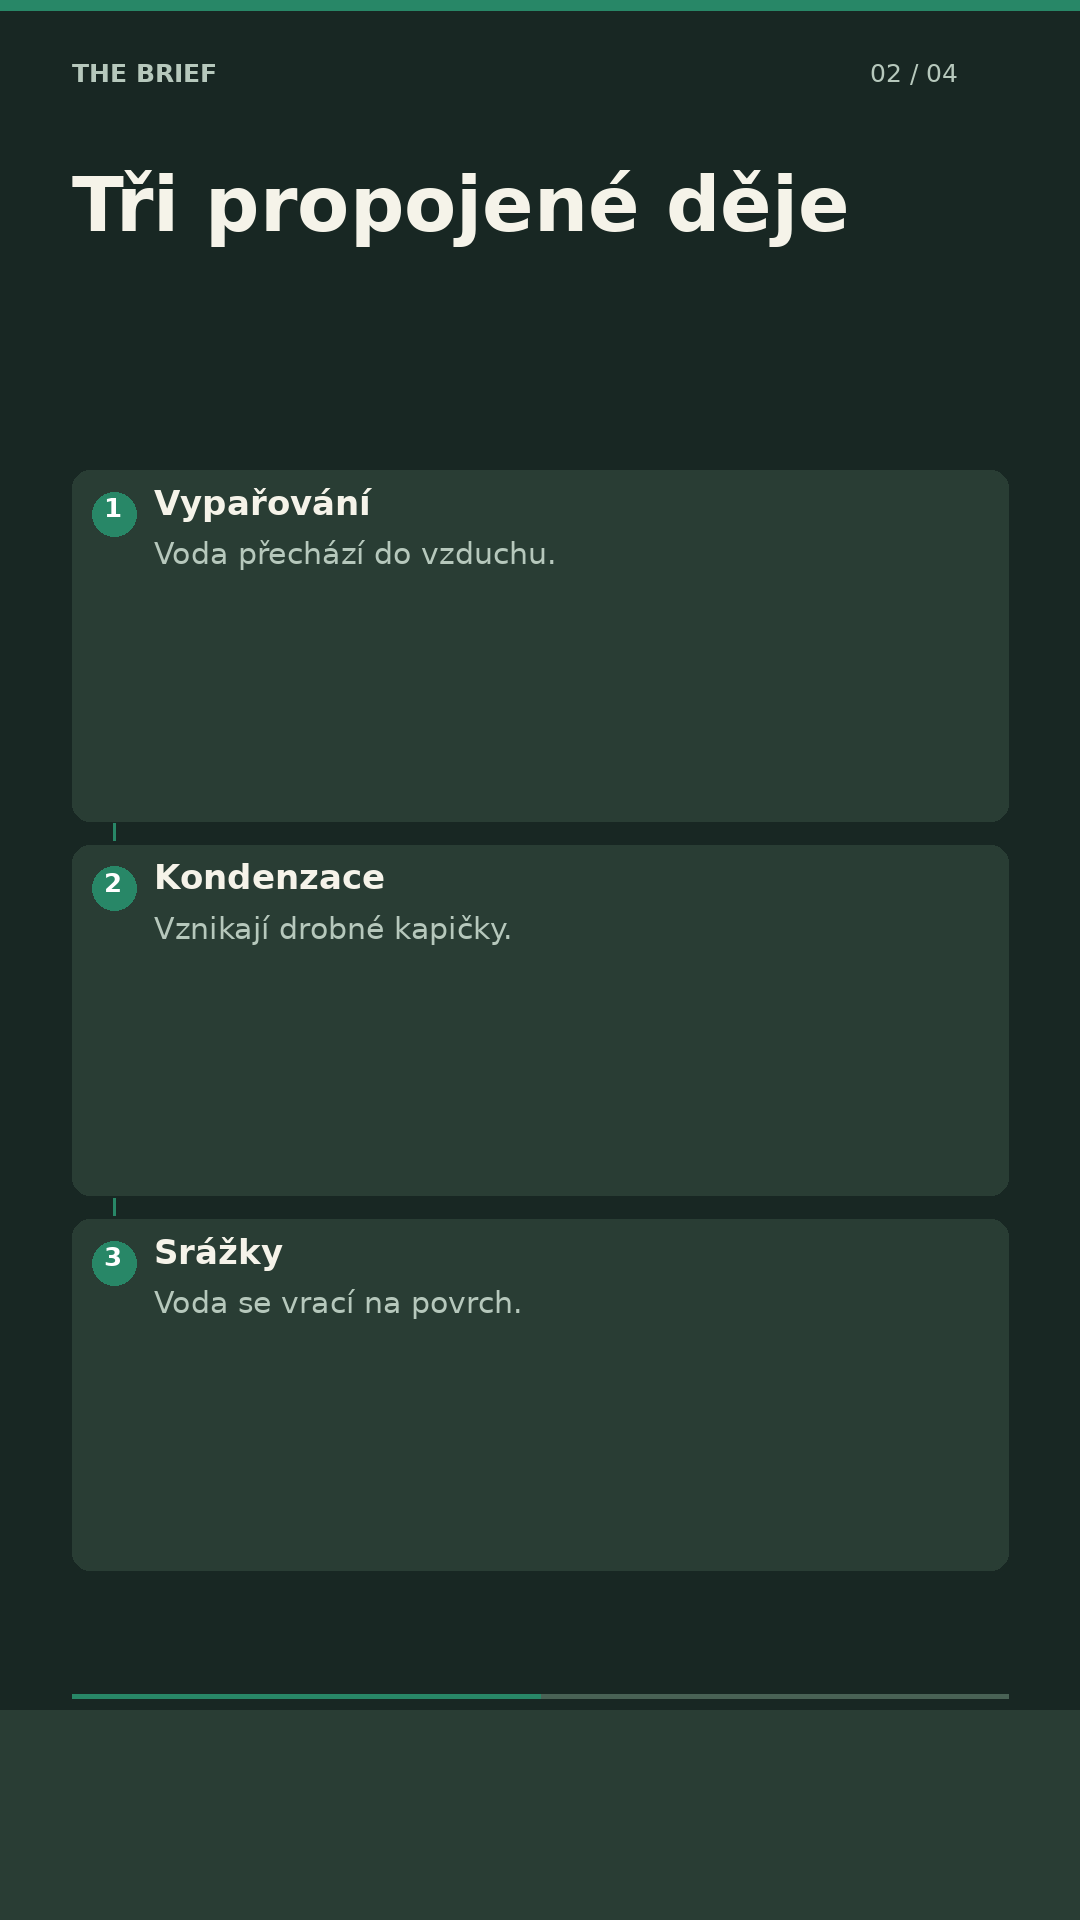 THE BRIEF
02 / 04
Tři propojené děje
1
Vypařování
Voda přechází do vzduchu.
2
Kondenzace
Vznikají drobné kapičky.
3
Srážky
Voda se vrací na povrch.